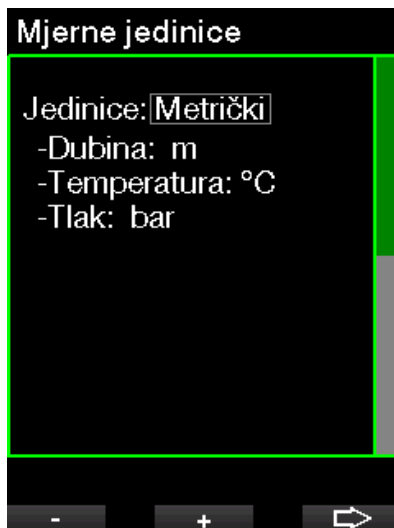 Mjerne jedinice
Jedinice: Metrički
-Dubina: m
-Temperatura: °C
-Tlak: bar
- + ⇨